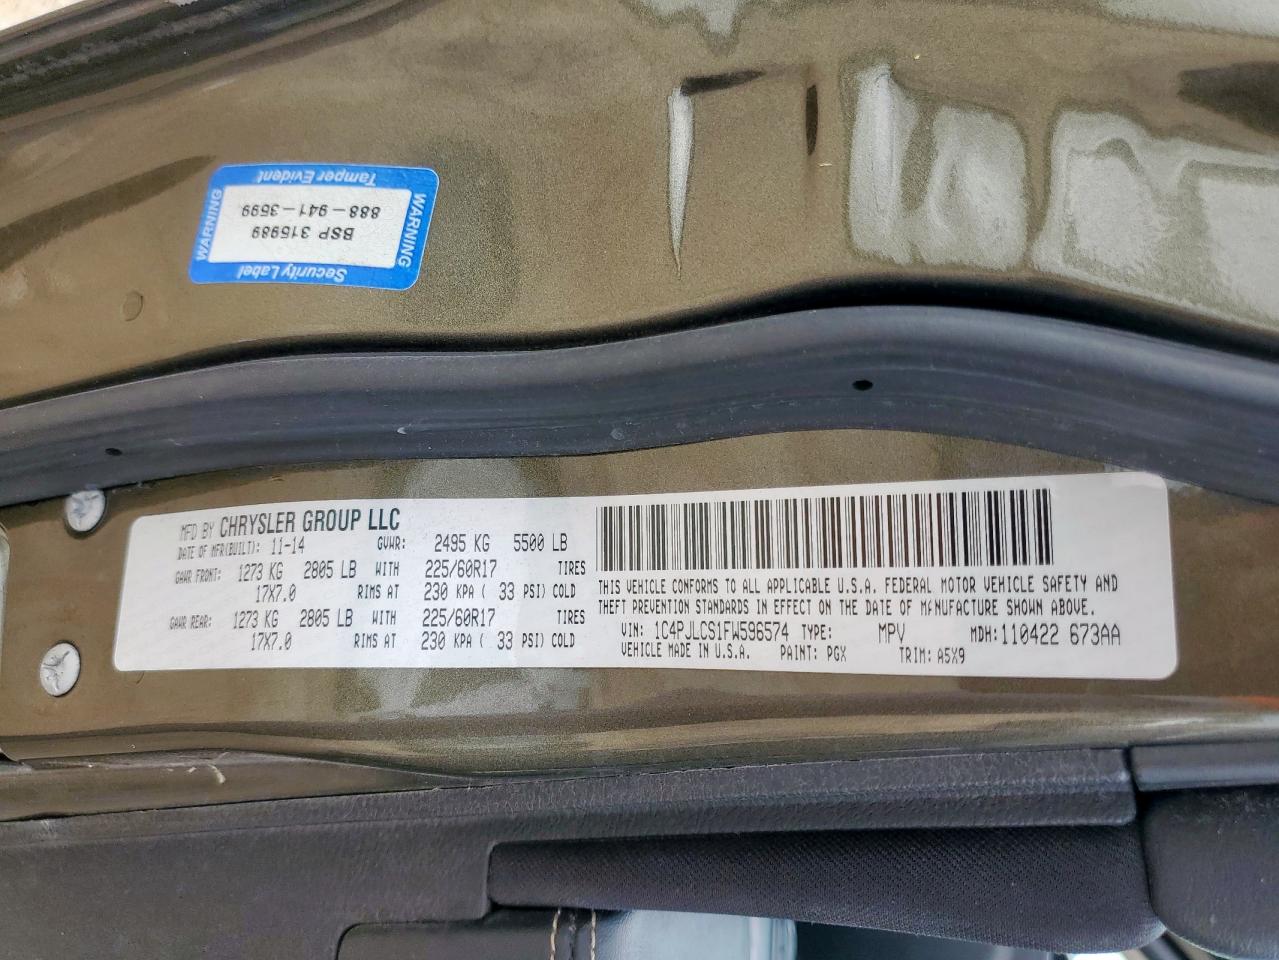 Security Label
WARNING
BSP 315989
888-941-3599
WARNING
Tamper Evident
MFD BY CHRYSLER GROUP LLC
DATE OF MFR(BUILT): 11-14 GVWR: 2495 KG 5500 LB
GAWR FRONT: 1273 KG 2805 LB WITH 225/60R17 TIRES
17X7.0 RIMS AT 230 KPA ( 33 PSI) COLD
GAWR REAR: 1273 KG 2805 LB WITH 225/60R17 TIRES
17X7.0 RIMS AT 230 KPA ( 33 PSI) COLD
THIS VEHICLE CONFORMS TO ALL APPLICABLE U.S.A. FEDERAL MOTOR VEHICLE SAFETY AND
THEFT PREVENTION STANDARDS IN EFFECT ON THE DATE OF MANUFACTURE SHOWN ABOVE.
VIN: 1C4PJLCS1FW596574 TYPE: MPV MDH: 110422 673AA
VEHICLE MADE IN U.S.A. PAINT: PGX TRIM: A5X9